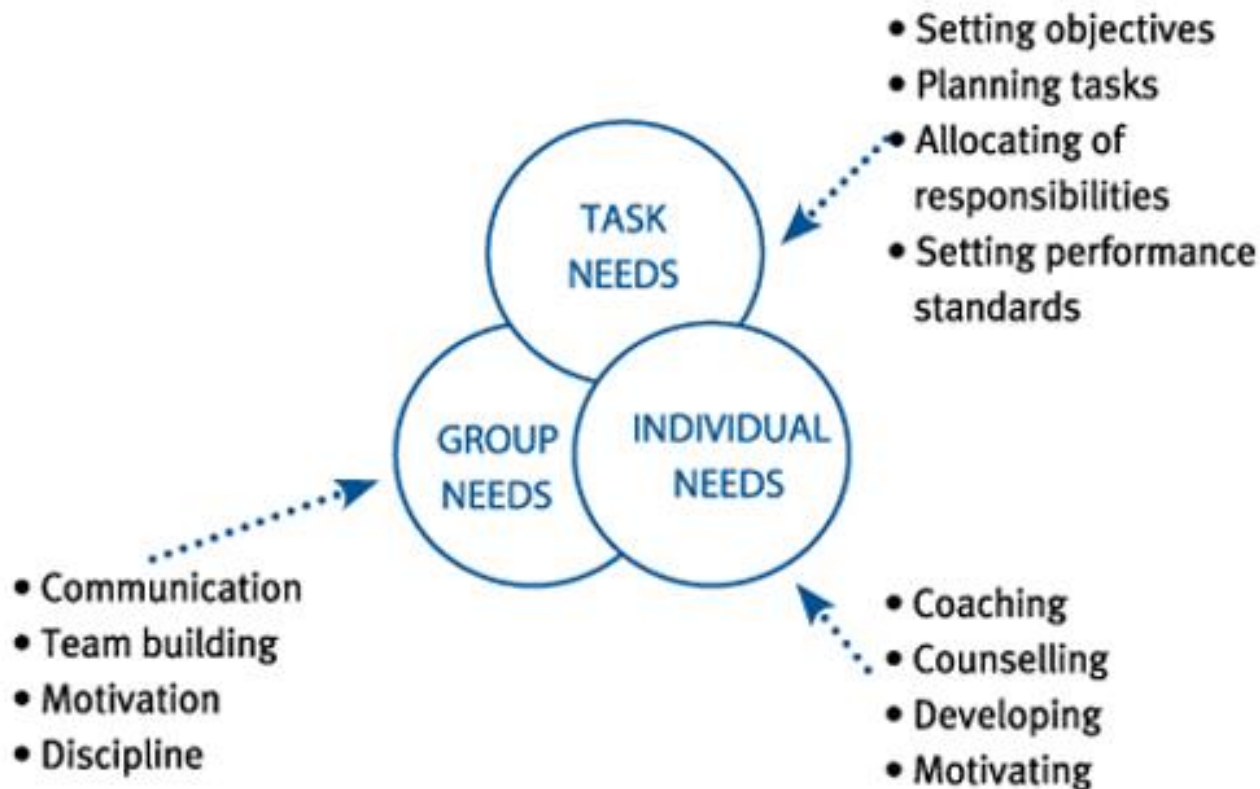 • Setting objectives
• Planning tasks
• Allocating of
responsibilities
• Setting performance
standards
TASK
NEEDS
GROUP
NEEDS
INDIVIDUAL
NEEDS
• Communication
• Team building
• Motivation
• Discipline
• Coaching
• Counselling
• Developing
• Motivating